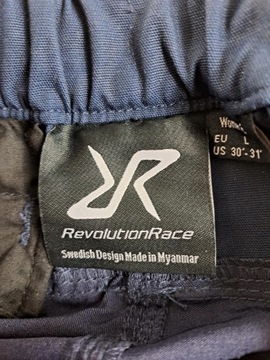 RevolutionRace
Swedish Design Made in Myanmar
EU L
US 30"-31"